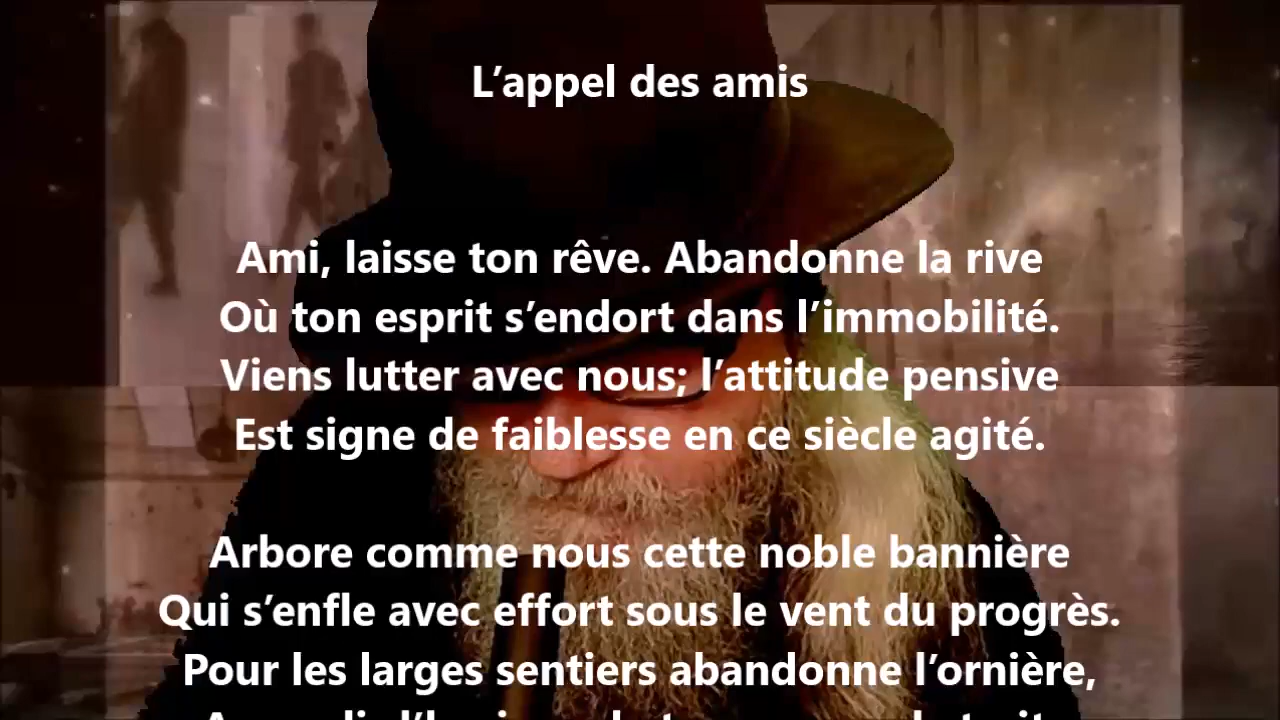 L’appel des amis
Ami, laisse ton rêve. Abandonne la rive
Où ton esprit s’endort dans l’immobilité.
Viens lutter avec nous; l’attitude pensive
Est signe de faiblesse en ce siècle agité.
Arbore comme nous cette noble bannière
Qui s’enfle avec effort sous le vent du progrès.
Pour les larges sentiers abandonne l’ornière,